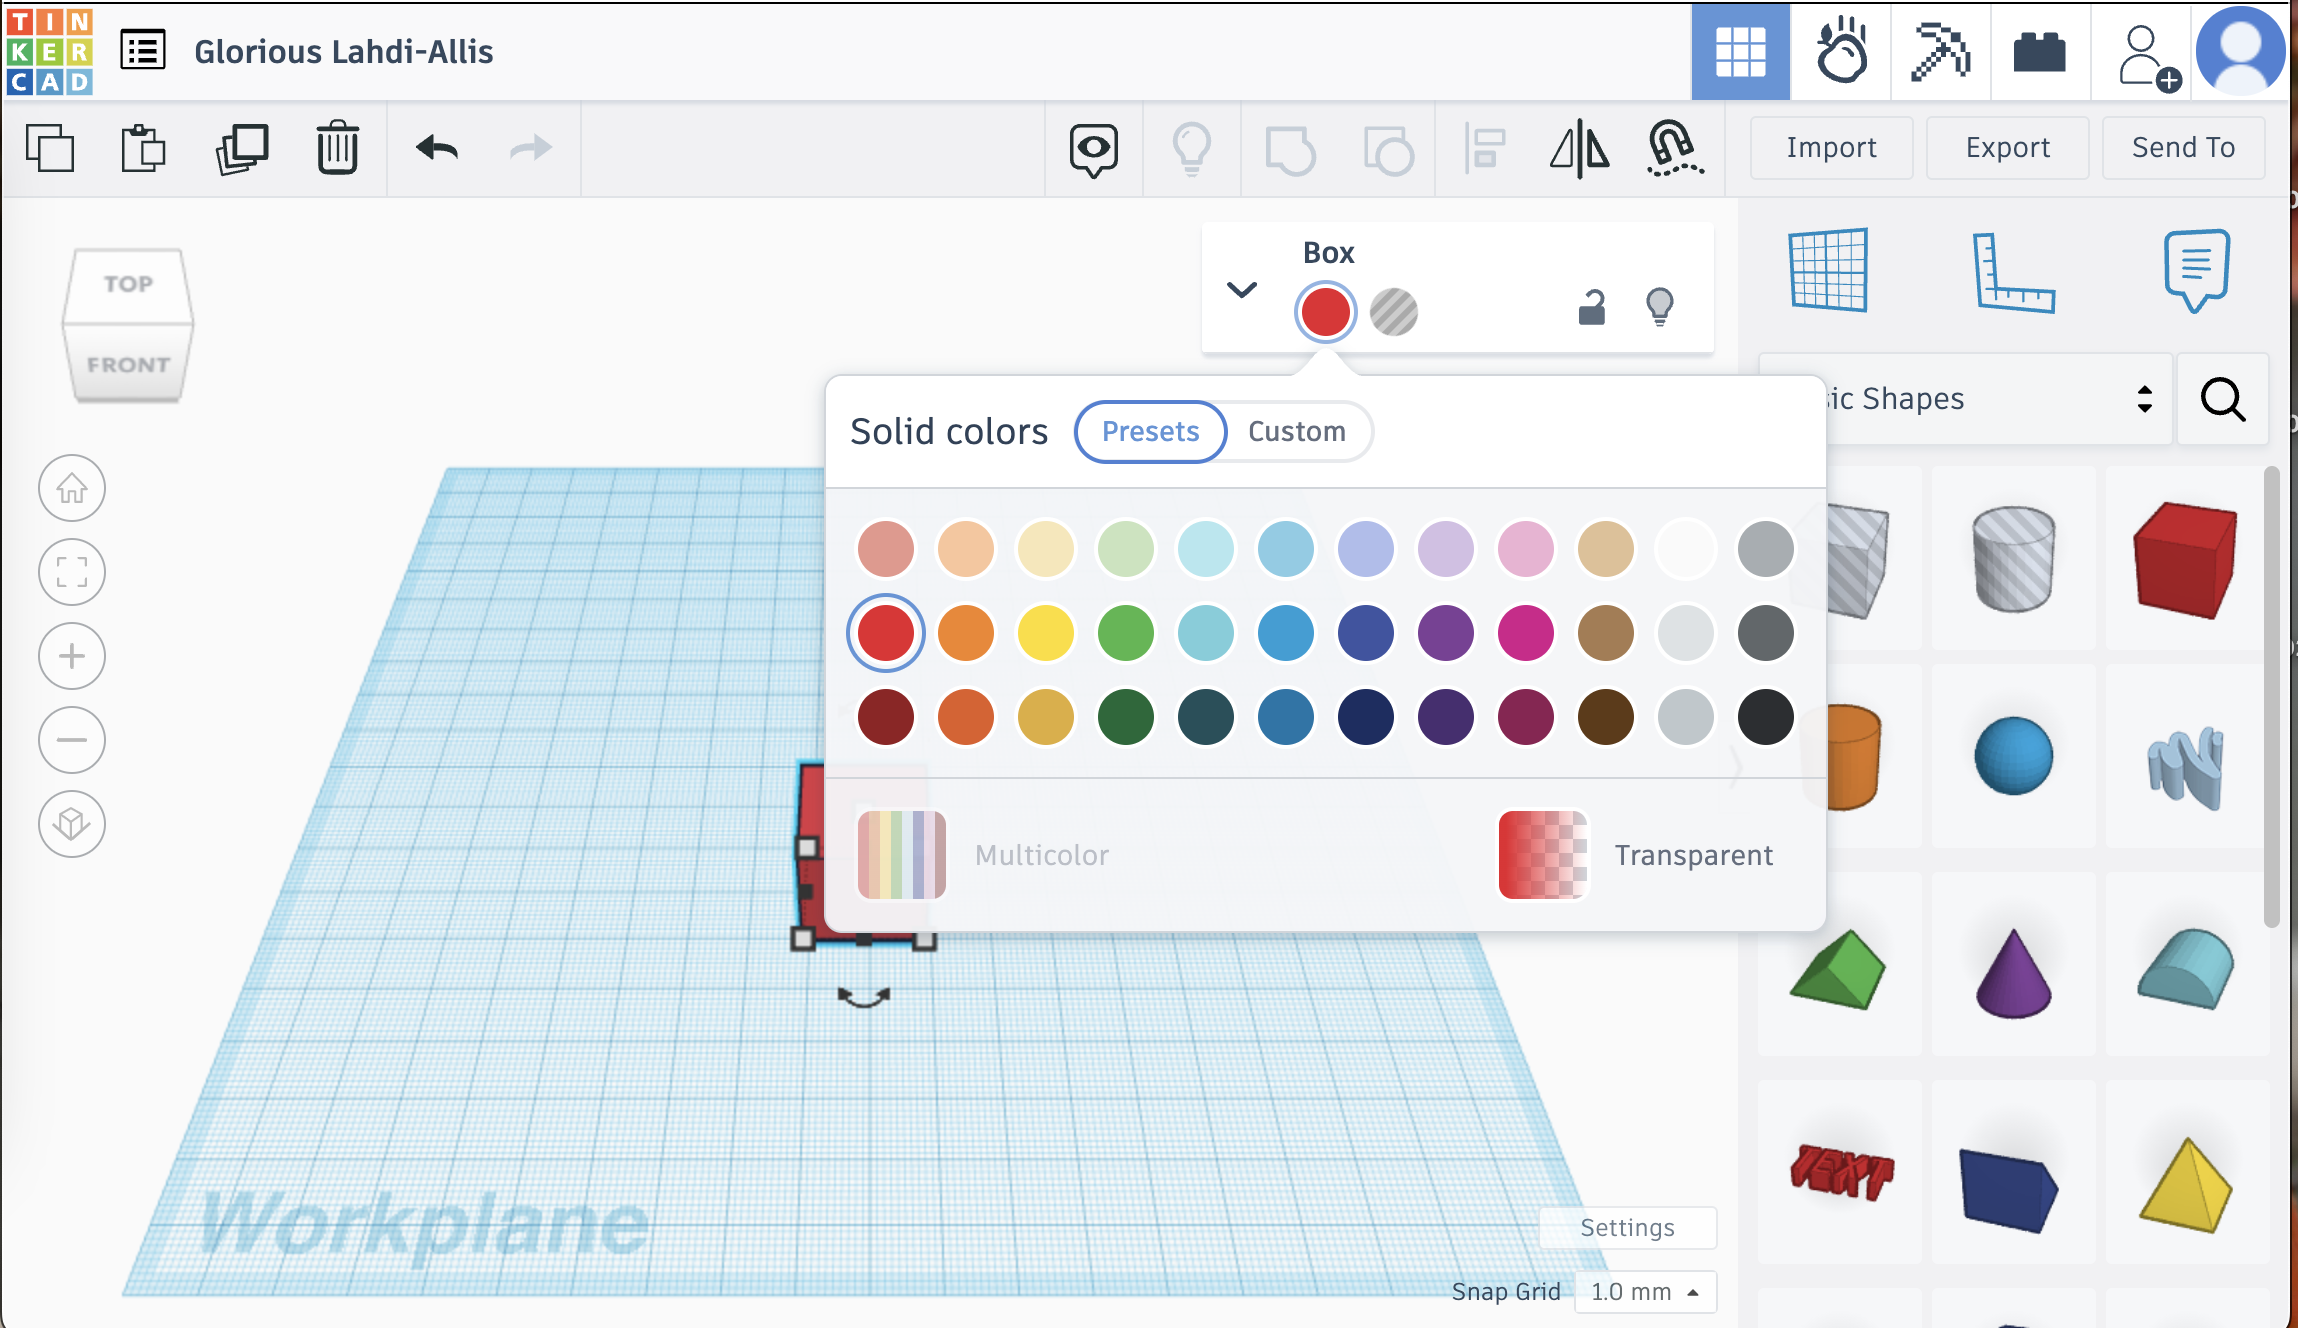 TIN
KER
CAD
Glorious Lahdi-Allis
Import
Export
Send To
TOP
FRONT
Box
Solid colors
Presets
Custom
ic Shapes
Multicolor
Transparent
TEXT
Workplane
Settings
Snap Grid
1.0 mm